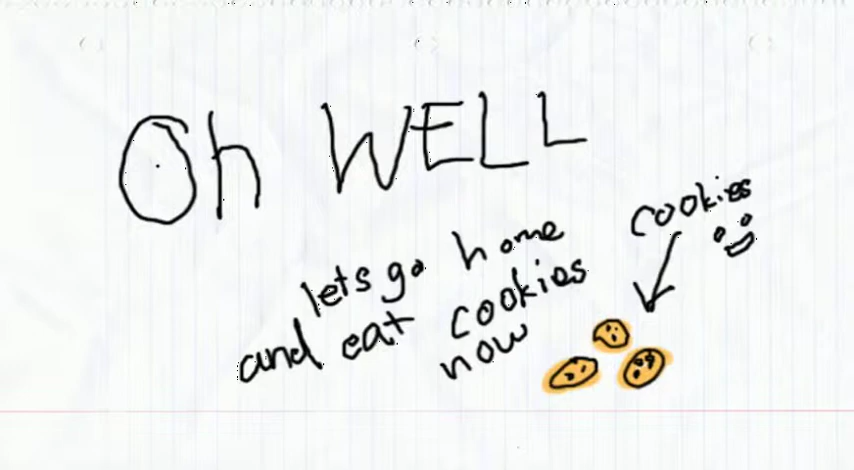 Oh WELL
lets go home
and eat cookies
now
cookies